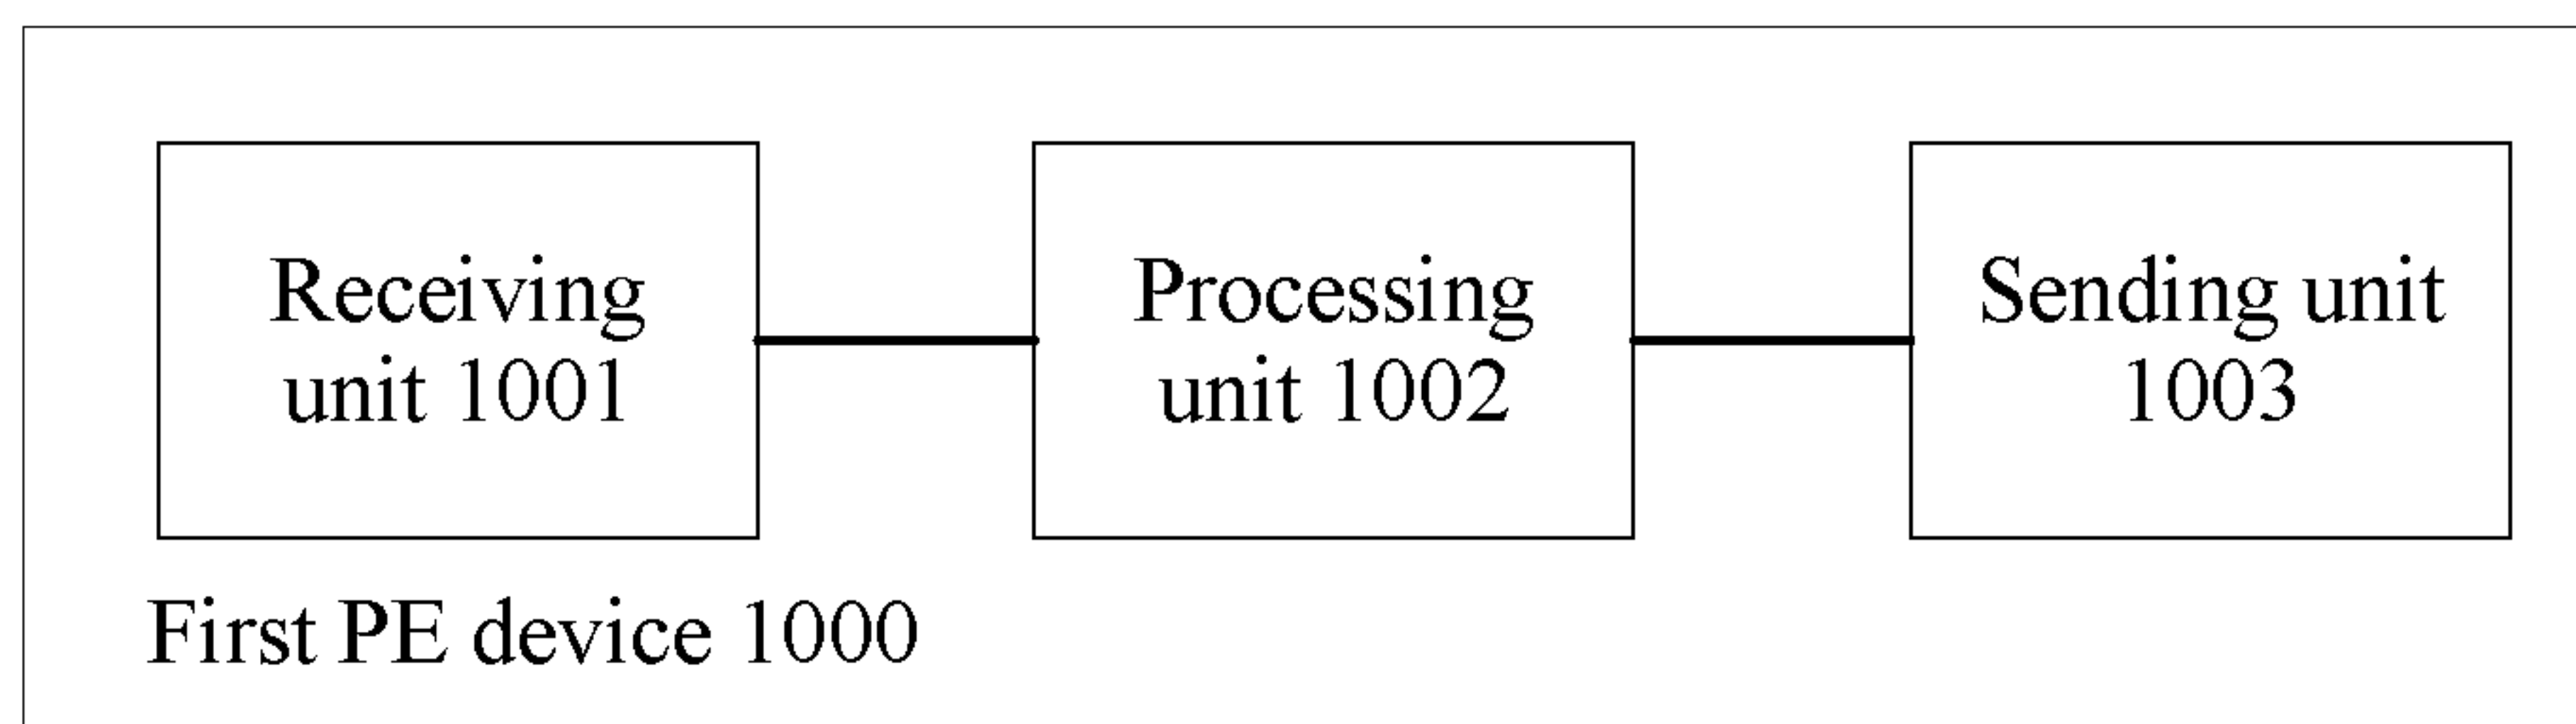 Receiving
unit 1001
Processing
unit 1002
Sending unit
1003
First PE device 1000